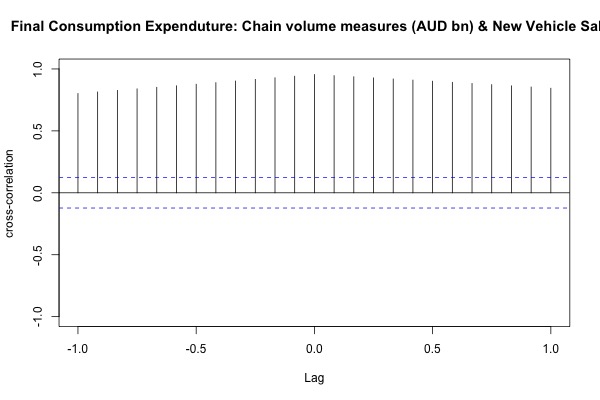 Final Consumption Expenduture: Chain volume measures (AUD bn) & New Vehicle Sal
cross-correlation
1.0
0.5
0.0
-0.5
-1.0
-1.0 -0.5 0.0 0.5 1.0
Lag